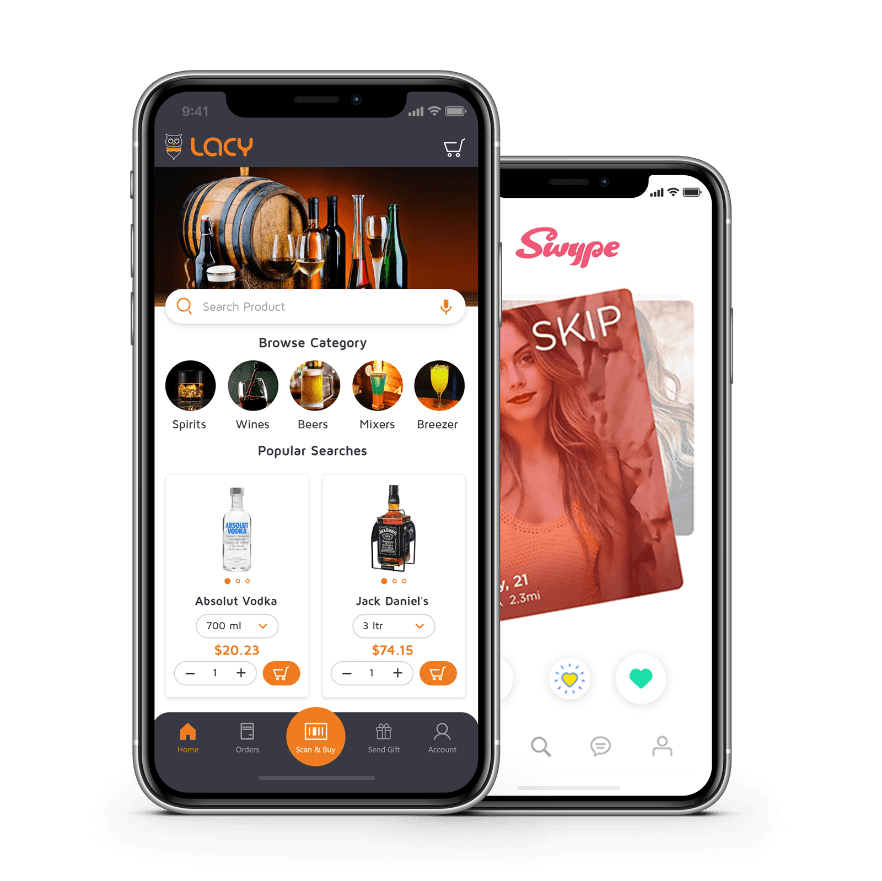 9:41
LACY
Search Product
Browse Category
Spirits Wines Beers Mixers Breezer
Popular Searches
ABSOLUT
VODKA
JACK DANIEL'S
Absolut Vodka Jack Daniel's
700 ml 3 ltr
$20.23 $74.15
1 1
Home Orders Scan & Buy Send Gift Account
Swype
SKIP
y, 21
2.3mi